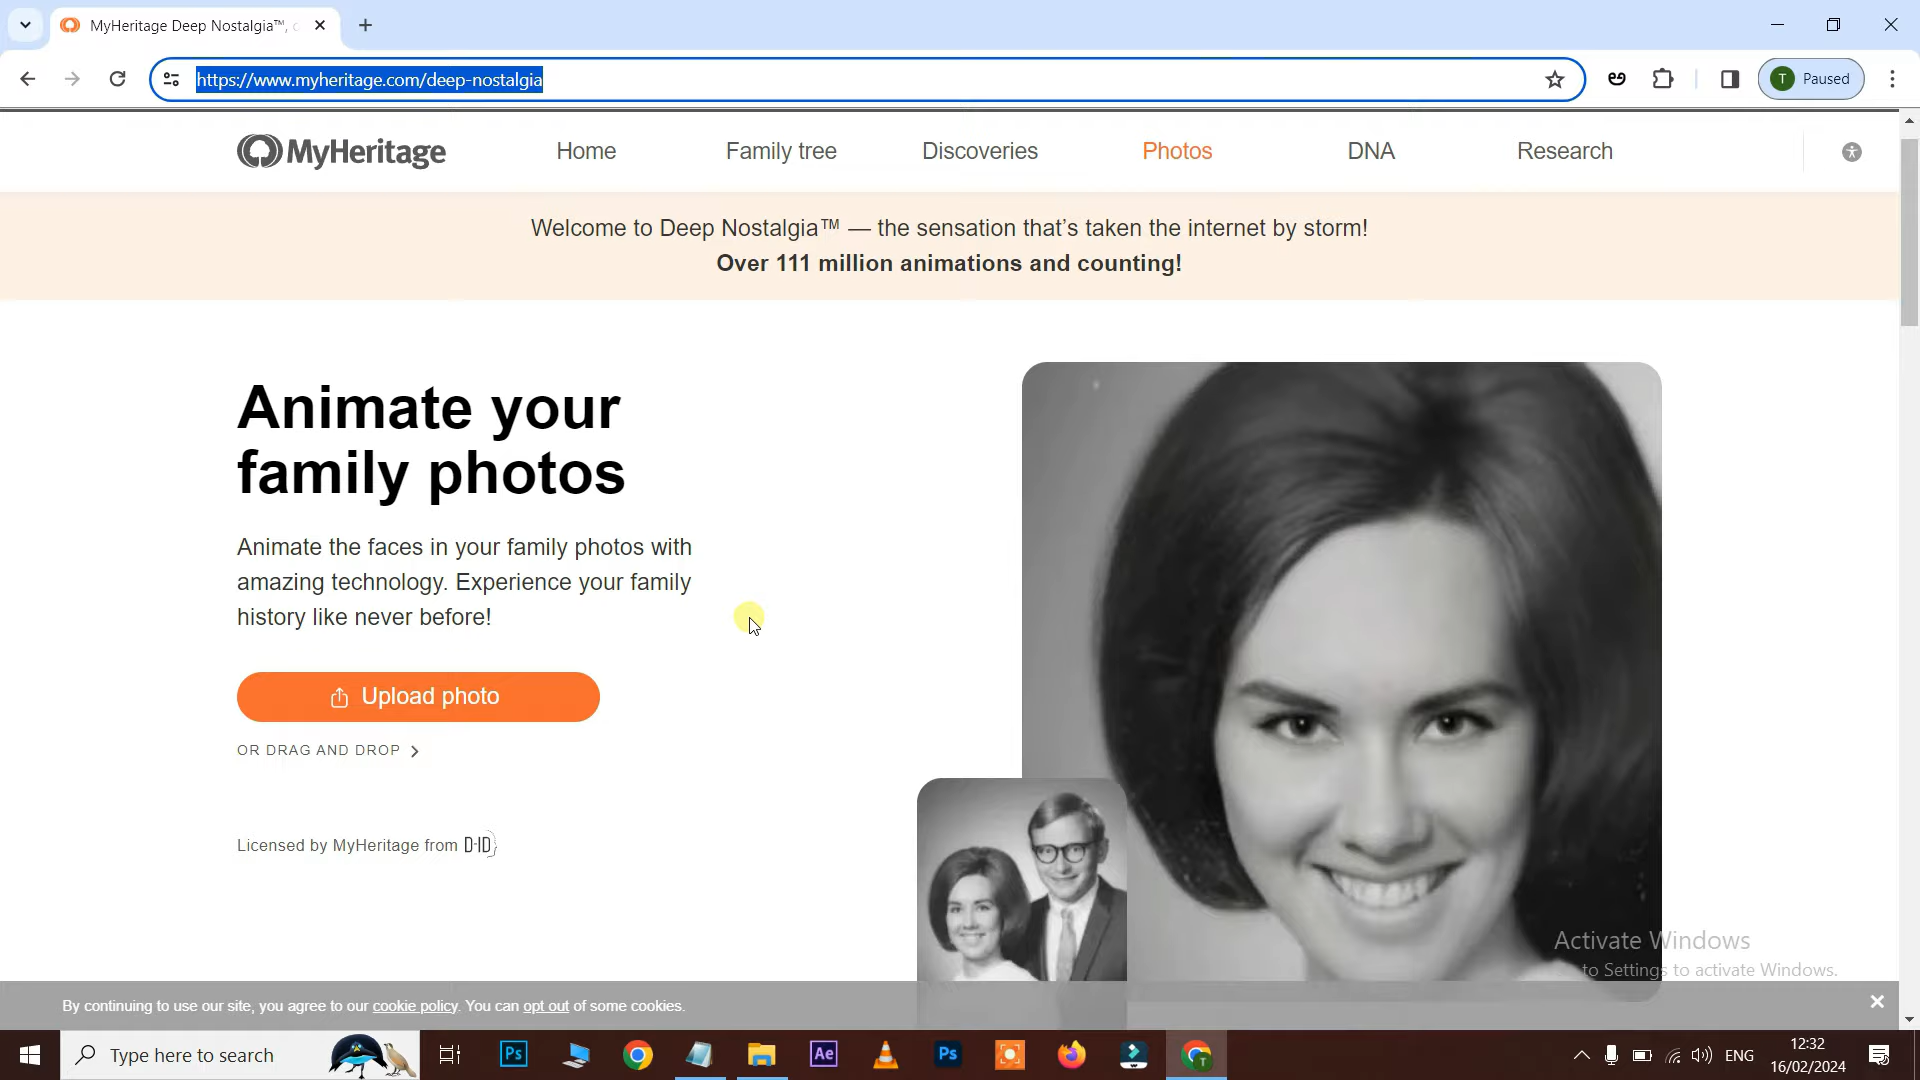 MyHeritage Deep Nostalgia™,
https://www.myheritage.com/deep-nostalgia
T Paused
MyHeritage
Home
Family tree
Discoveries
Photos
DNA
Research
Welcome to Deep Nostalgia™ — the sensation that's taken the internet by storm!
Over 111 million animations and counting!
Animate your
family photos
Animate the faces in your family photos with
amazing technology. Experience your family
history like never before!
Upload photo
OR DRAG AND DROP
Licensed by MyHeritage from D-ID
Activate Windows
to Settings to activate Windows.
By continuing to use our site, you agree to our cookie policy. You can opt out of some cookies.
Type here to search
Ps
Ae
Ps
T
ENG
12:32
16/02/2024